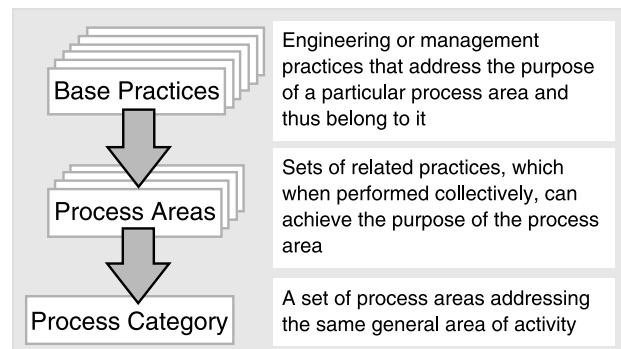 Base Practices
Engineering or management
practices that address the purpose
of a particular process area and
thus belong to it
Process Areas
Sets of related practices, which
when performed collectively, can
achieve the purpose of the process
area
Process Category
A set of process areas addressing
the same general area of activity